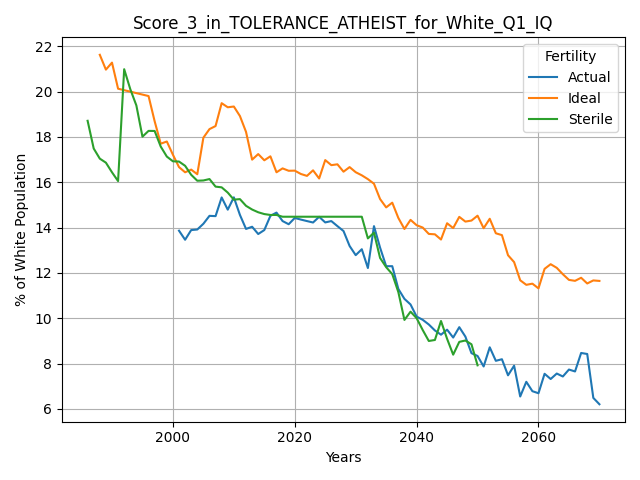 Score_3_in_TOLERANCE_ATHEIST_for_White_Q1_IQ
Fertility
Actual
Ideal
Sterile
% of White Population
22
20
18
16
14
12
10
8
6
2000
2020
2040
2060
Years